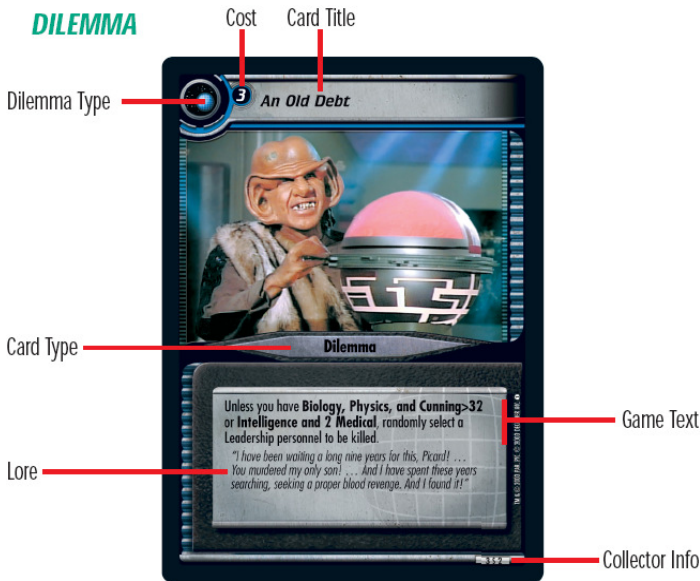 DILEMMA
Cost
Card Title
Dilemma Type
3
An Old Debt
Card Type
Dilemma
Unless you have Biology, Physics, and Cunning>32
or Intelligence and 2 Medical, randomly select a
Leadership personnel to be killed.
Game Text
"I have been waiting a long nine years for this, Picard! ...
You murdered my only son! ... And I have spent these years
searching, seeking a proper blood revenge. And I found it!"
Lore
Collector Info